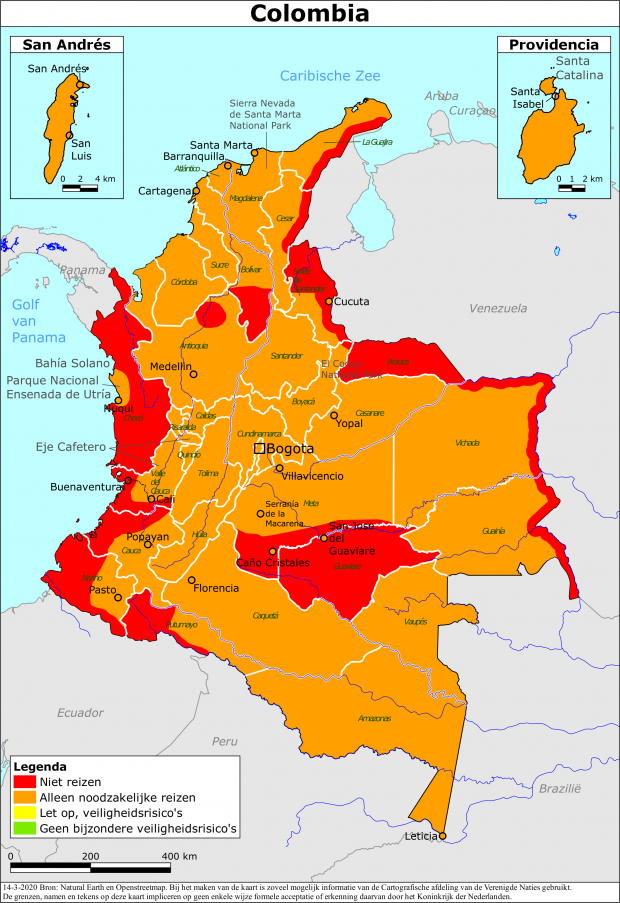 Colombia
San Andrés
San Andrés
San
Luis
0 2 4 km
Providencia
Santa
Catalina
Santa
Isabel
0 1 2 km
Caribische Zee
Aruba
Curaçao
Sierra Nevada
de Santa Marta
National Park
La Guajira
Santa Marta
Barranquilla
Atlántico
Cartagena
Magdalena
Cesar
Sucre
Bolívar
Córdoba
Panama
Golf
van
Panama
Cucuta
Venezuela
Antioquia
Santander
Medellin
El Cocuy
National Park
Arauca
Bahía Solano
Parque Nacional
Ensenada de Utría
Nuquí
Chocó
Boyacá
Casanare
Yopal
Caldas
Risaralda
Cundinamarca
Vichada
Eje Cafetero
Quindío
Bogota
Tolima
Villavicencio
Valle
del
Cauca
Buenaventura
Cali
Meta
Serranía
de la
Macarena
San Jose
del
Guaviare
Guainía
Popayan
Cauca
Huila
Caño Cristales
Guaviare
Nariño
Pasto
Florencia
Putumayo
Caquetá
Vaupés
Ecuador
Peru
Amazonas
Brazilië
Leticia
Legenda
Niet reizen
Alleen noodzakelijke reizen
Let op, veiligheidsrisico's
Geen bijzondere veiligheidsrisico's
0 200 400 km
14-3-2020 Bron: Natural Earth en Openstreetmap. Bij het maken van de kaart is zoveel mogelijk informatie van de Cartografische afdeling van de Verenigde Naties gebruikt.
De grenzen, namen en tekens op deze kaart impliceren op geen enkele wijze formele acceptatie of erkenning daarvan door het Koninkrijk der Nederlanden.